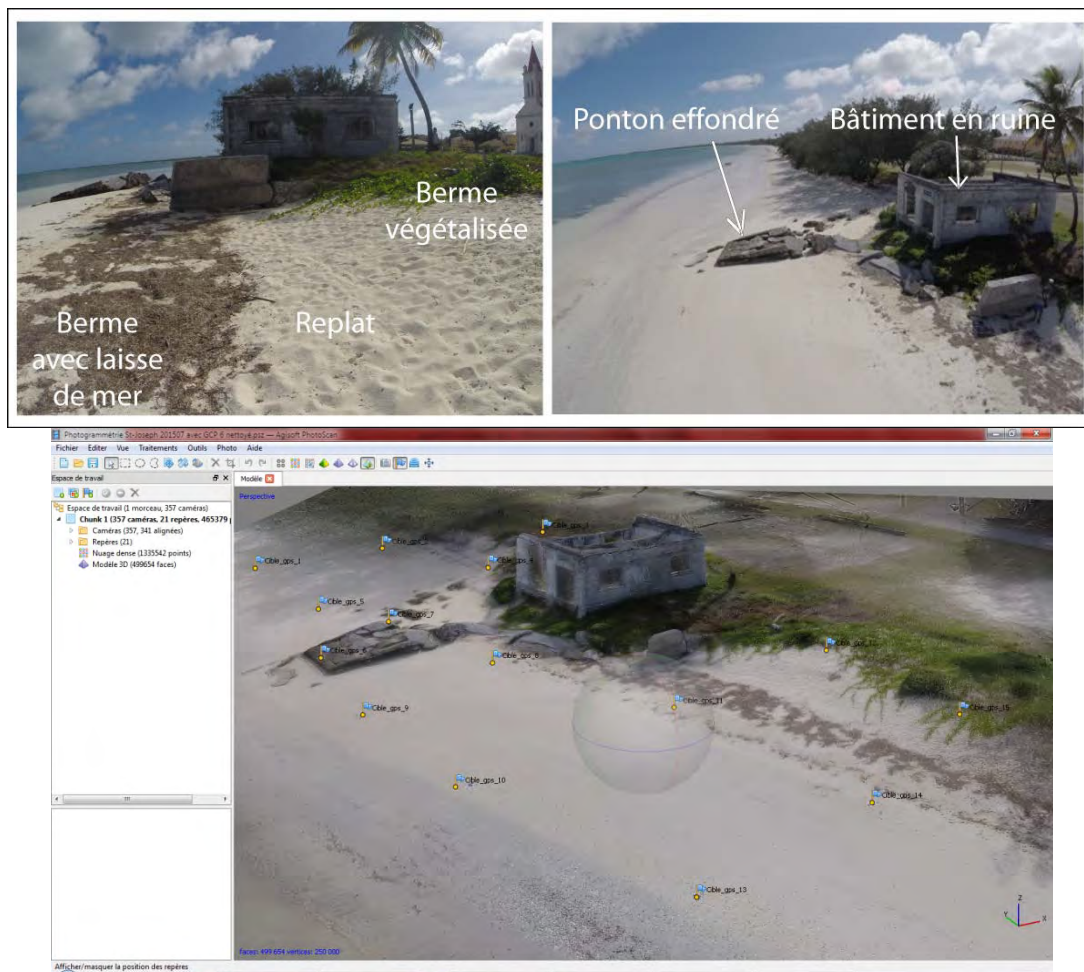 Berme
végétalisée
Berme
avec laisse
de mer
Replat
Ponton effondré
Bâtiment en ruine
Photogrammétrie St-Joseph 201507 avec GCP 6 nettoyé.psz — Agisoft PhotoScan
Fichier Editer Vue Traitements Outils Photo Aide
Espace de travail
Modèle
Espace de travail (1 morceau, 357 caméras)
Chunk 1 (357 caméras, 21 repères, 465379
Caméras (357, 341 alignées)
Repères (21)
Nuage dense (1335542 points)
Modèle 3D (499654 faces)
Perspective
Cible_gps_1
Cible_gps_4
Cible_gps_5
Cible_gps_7
Cible_gps_6
Cible_gps_8
Cible_gps_9
Cible_gps_11
Cible_gps_15
Cible_gps_10
Cible_gps_14
Cible_gps_13
Z
Y
X
faces: 499 654 vertices: 250 000
Afficher/masquer la position des repères